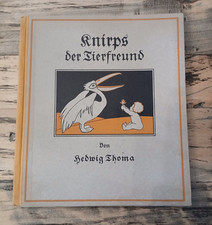 Knirps
der Tierfreund
Von
Hedwig Thoma